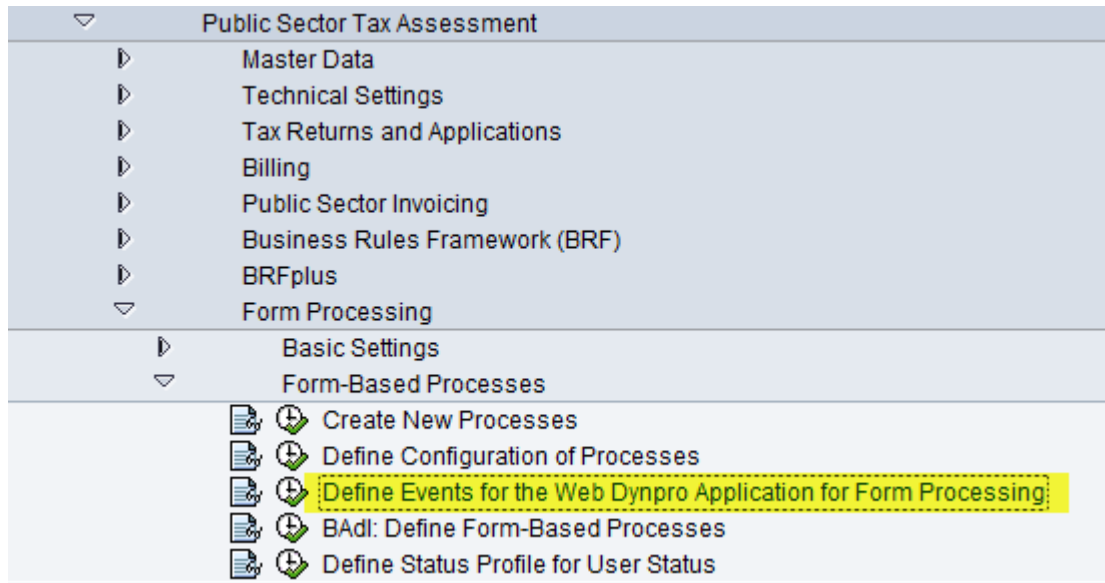 Public Sector Tax Assessment
Master Data
Technical Settings
Tax Returns and Applications
Billing
Public Sector Invoicing
Business Rules Framework (BRF)
BRFplus
Form Processing
Basic Settings
Form-Based Processes
Create New Processes
Define Configuration of Processes
Define Events for the Web Dynpro Application for Form Processing
BAdI: Define Form-Based Processes
Define Status Profile for User Status